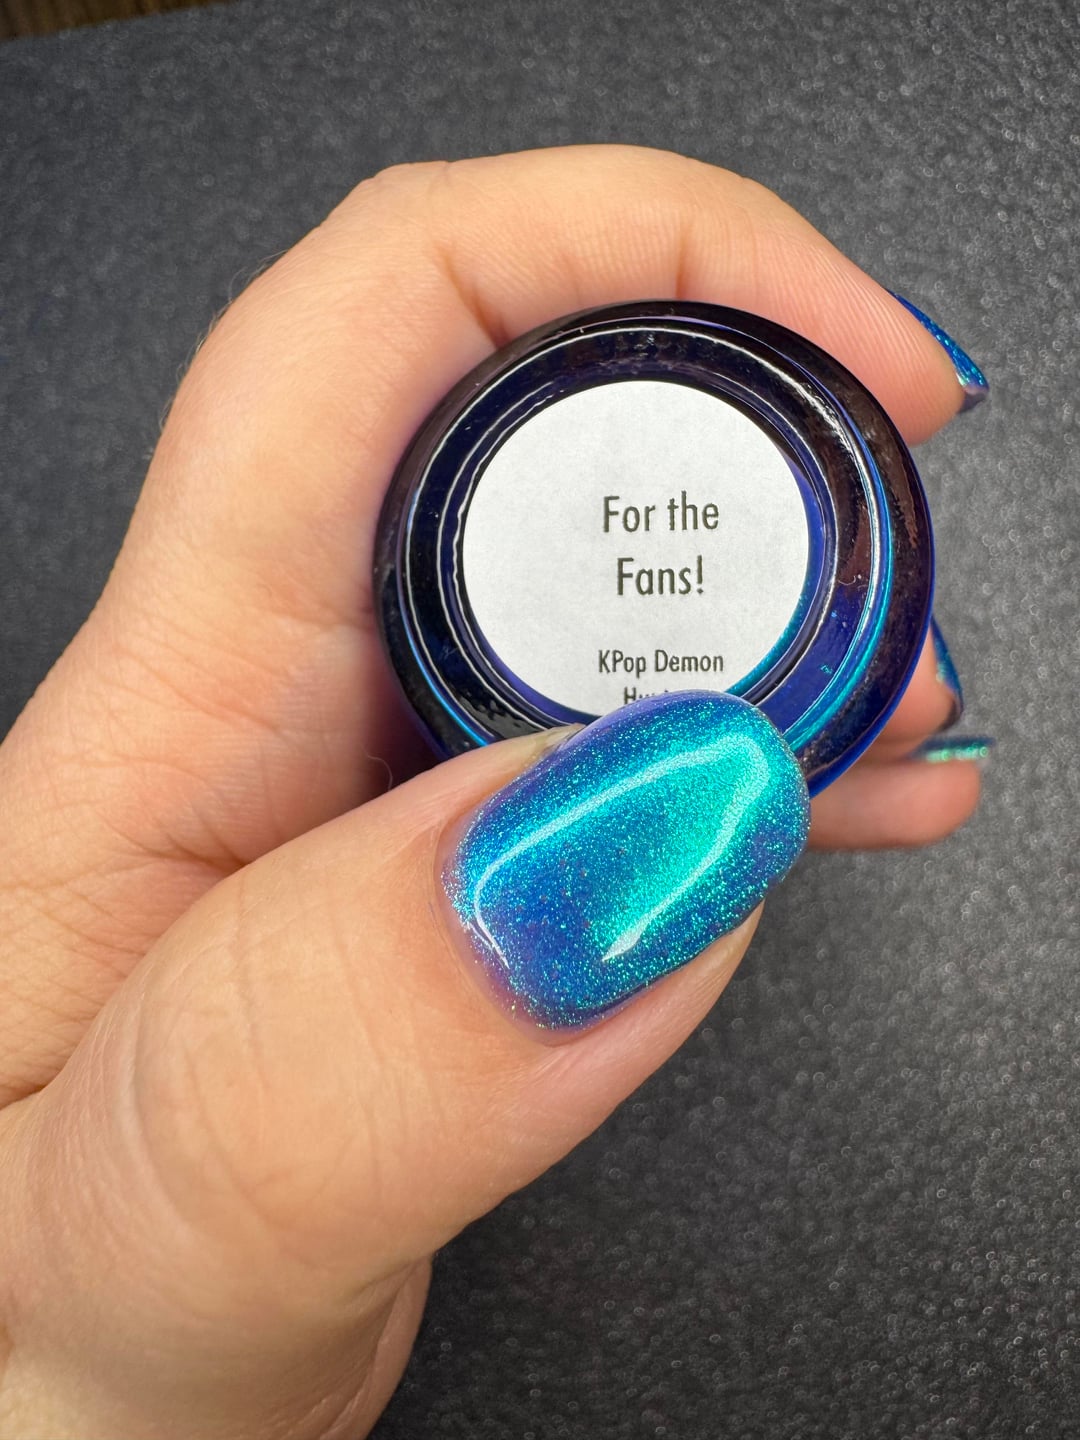 For the
Fans!
KPop Demon